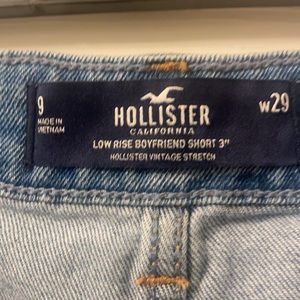 9
MADE IN
VIETNAM
HOLLISTER
CALIFORNIA
LOW RISE BOYFRIEND SHORT 3"
HOLLISTER VINTAGE STRETCH
W29